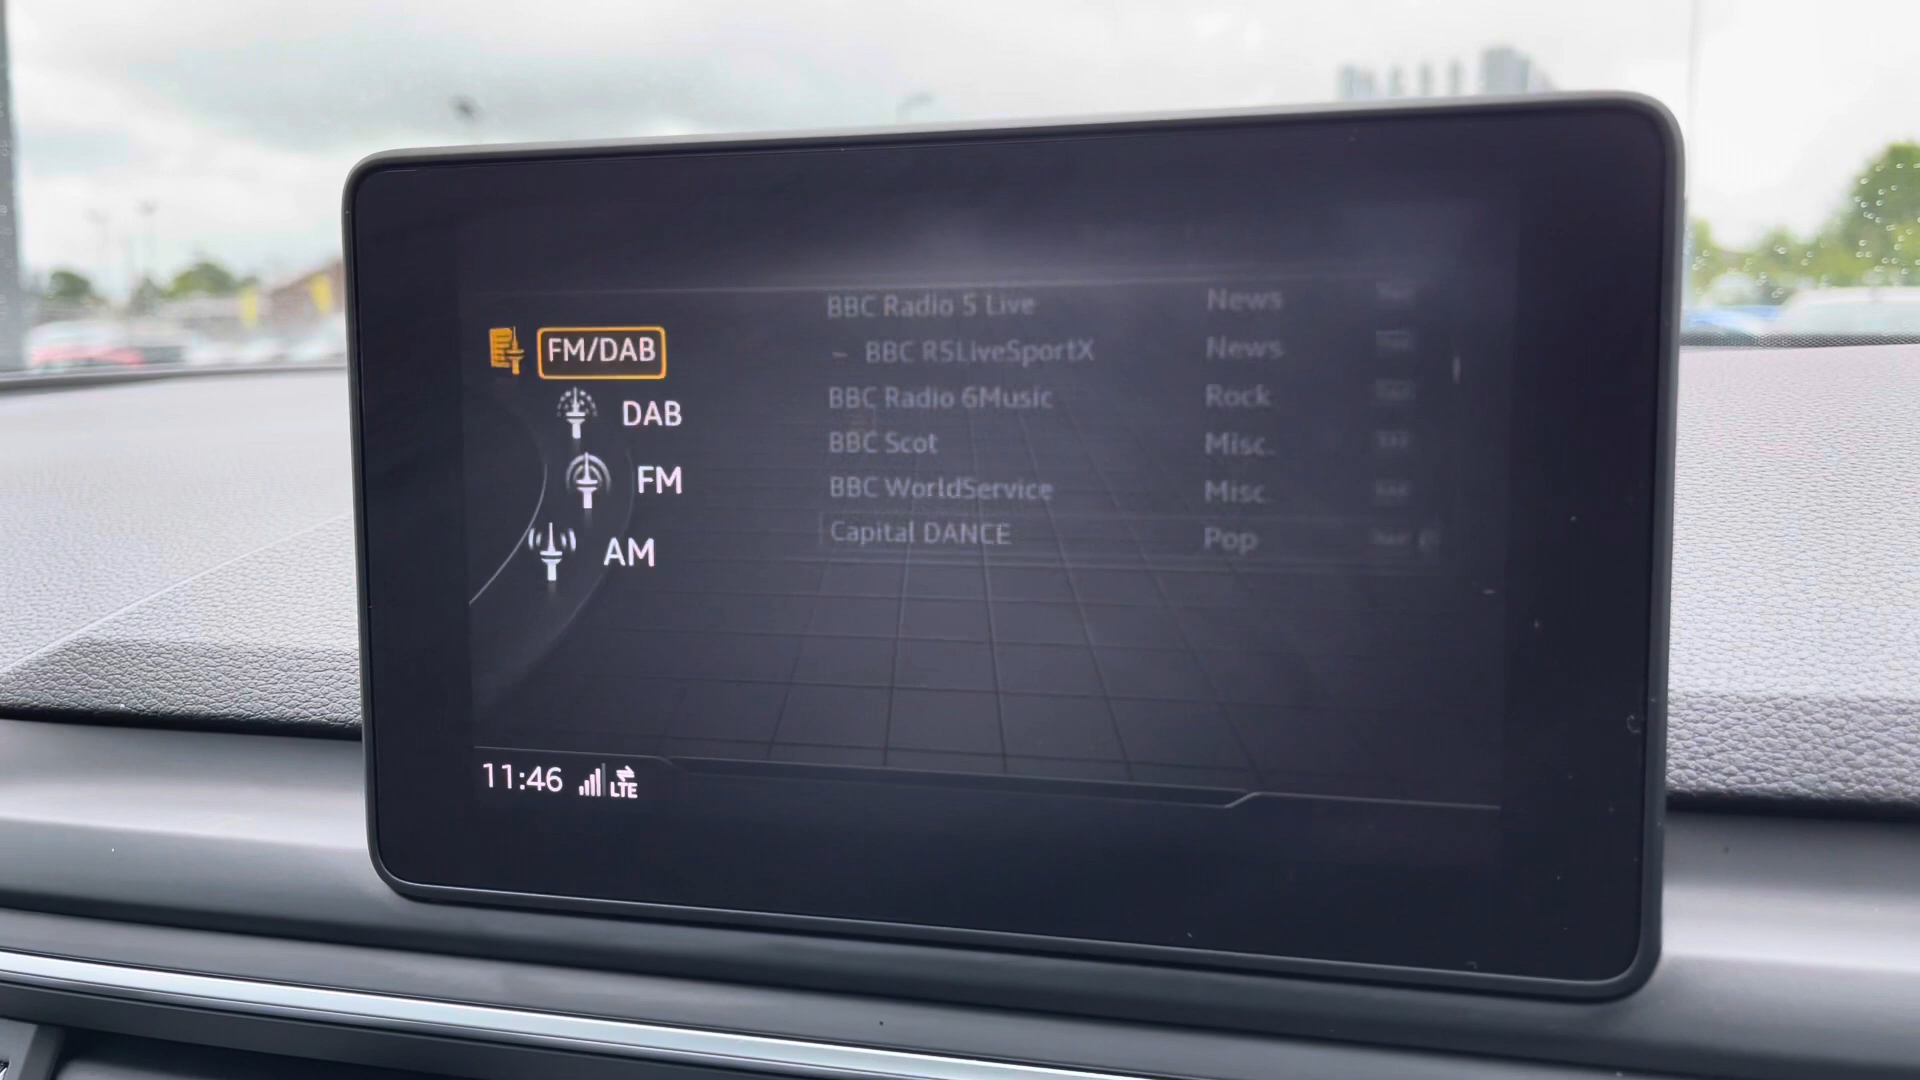 BBC Radio 5 Live News
FM/DAB
- BBC R5LiveSportX News
DAB
BBC Radio 6Music Rock
BBC Scot Misc.
FM
BBC WorldService Misc
Capital DANCE Pop
AM
11:46 LTE